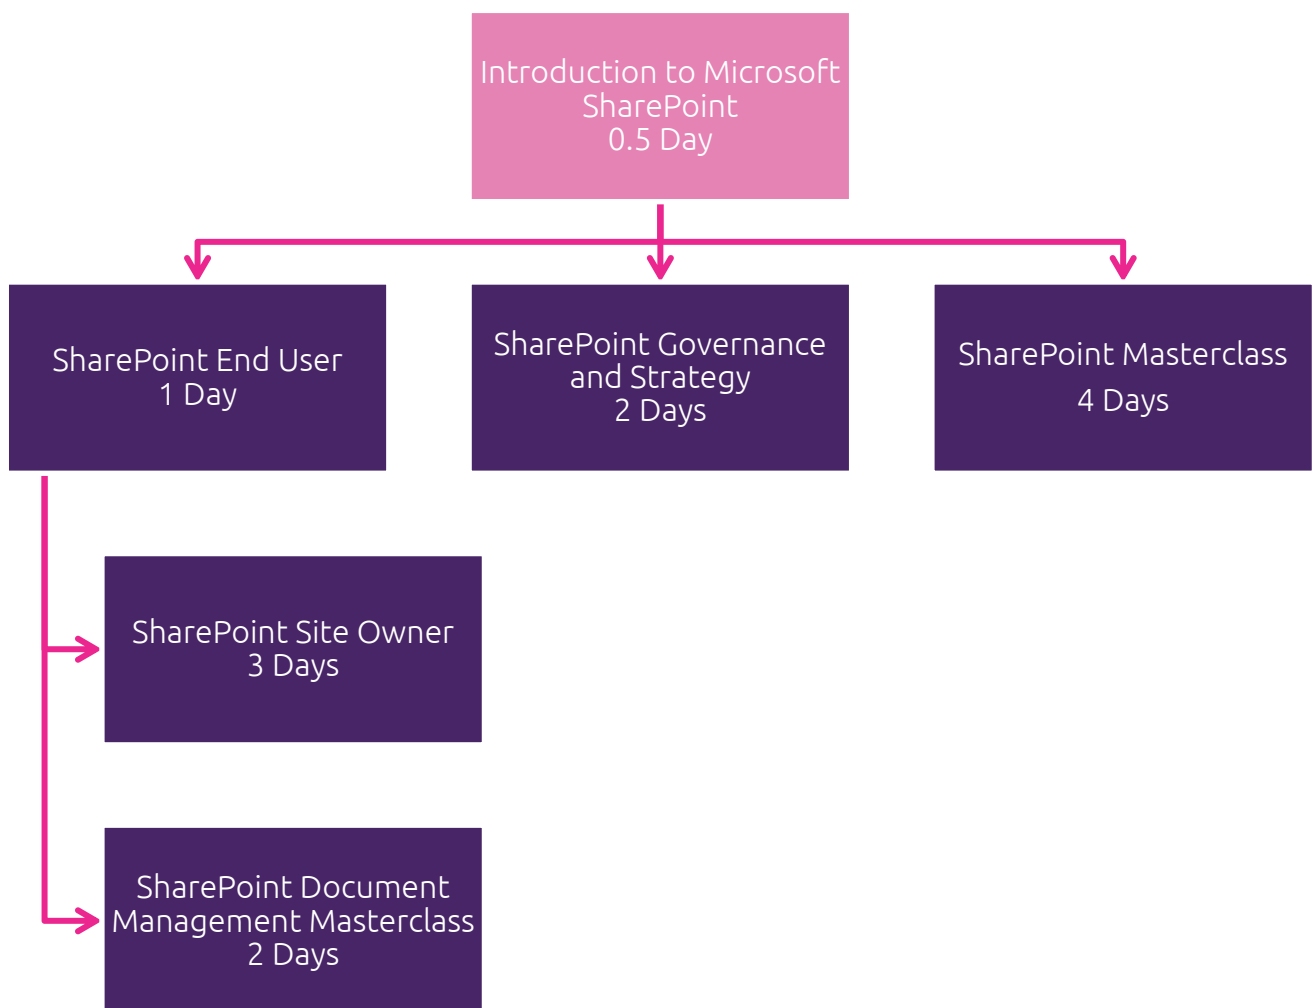 Introduction to Microsoft
SharePoint
0.5 Day
SharePoint End User
1 Day
SharePoint Governance
and Strategy
2 Days
SharePoint Masterclass
4 Days
SharePoint Site Owner
3 Days
SharePoint Document
Management Masterclass
2 Days